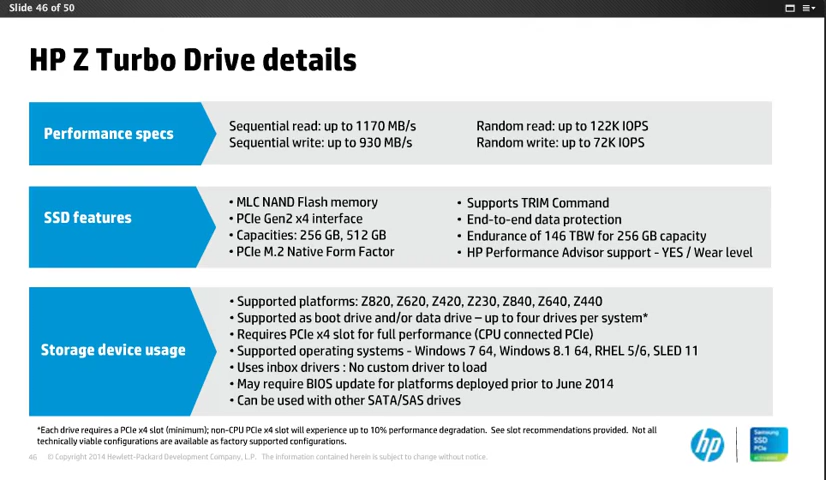 Slide 46 of 50
HP Z Turbo Drive details
Performance specs
Sequential read: up to 1170 MB/s
Sequential write: up to 930 MB/s
Random read: up to 122K IOPS
Random write: up to 72K IOPS
SSD features
• MLC NAND Flash memory
• PCIe Gen2 x4 interface
• Capacities: 256 GB, 512 GB
• PCIe M.2 Native Form Factor
• Supports TRIM Command
• End-to-end data protection
• Endurance of 146 TBW for 256 GB capacity
• HP Performance Advisor support - YES / Wear level
Storage device usage
• Supported platforms: Z820, Z620, Z420, Z230, Z840, Z640, Z440
• Supported as boot drive and/or data drive – up to four drives per system*
• Requires PCIe x4 slot for full performance (CPU connected PCIe)
• Supported operating systems - Windows 7 64, Windows 8.1 64, RHEL 5/6, SLED 11
• Uses inbox drivers : No custom driver to load
• May require BIOS update for platforms deployed prior to June 2014
• Can be used with other SATA/SAS drives
*Each drive requires a PCIe x4 slot (minimum); non-CPU PCIe x4 slot will experience up to 10% performance degradation. See slot recommendations provided. Not all
technically viable configurations are available as factory supported configurations.
46 © Copyright 2014 Hewlett-Packard Development Company, L.P. The information contained herein is subject to change without notice.
hp
Samsung
SSD
PCIe